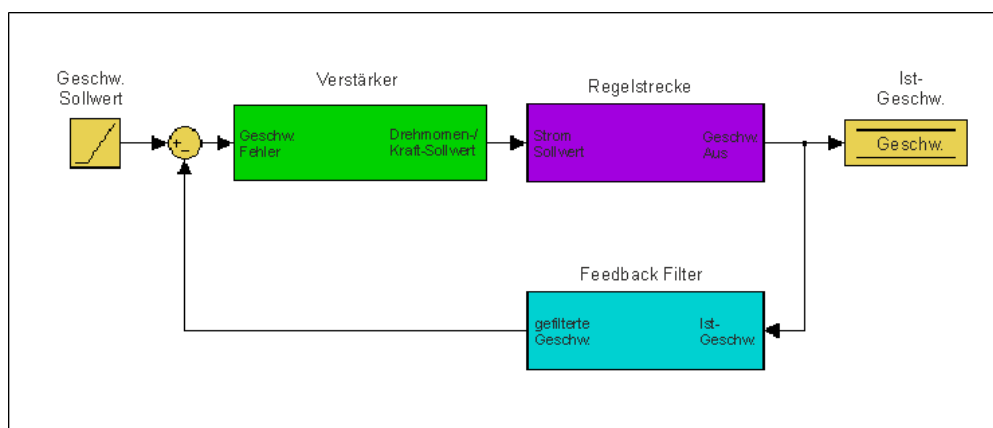 Geschw.
Sollwert
Verstärker
Regelstrecke
Ist-
Geschw.
+
−
Geschw.
Fehler
Drehmomen-/
Kraft-Sollwert
Strom
Sollwert
Geschw.
Aus
Geschw.
Feedback Filter
gefilterte
Geschw.
Ist-
Geschw.